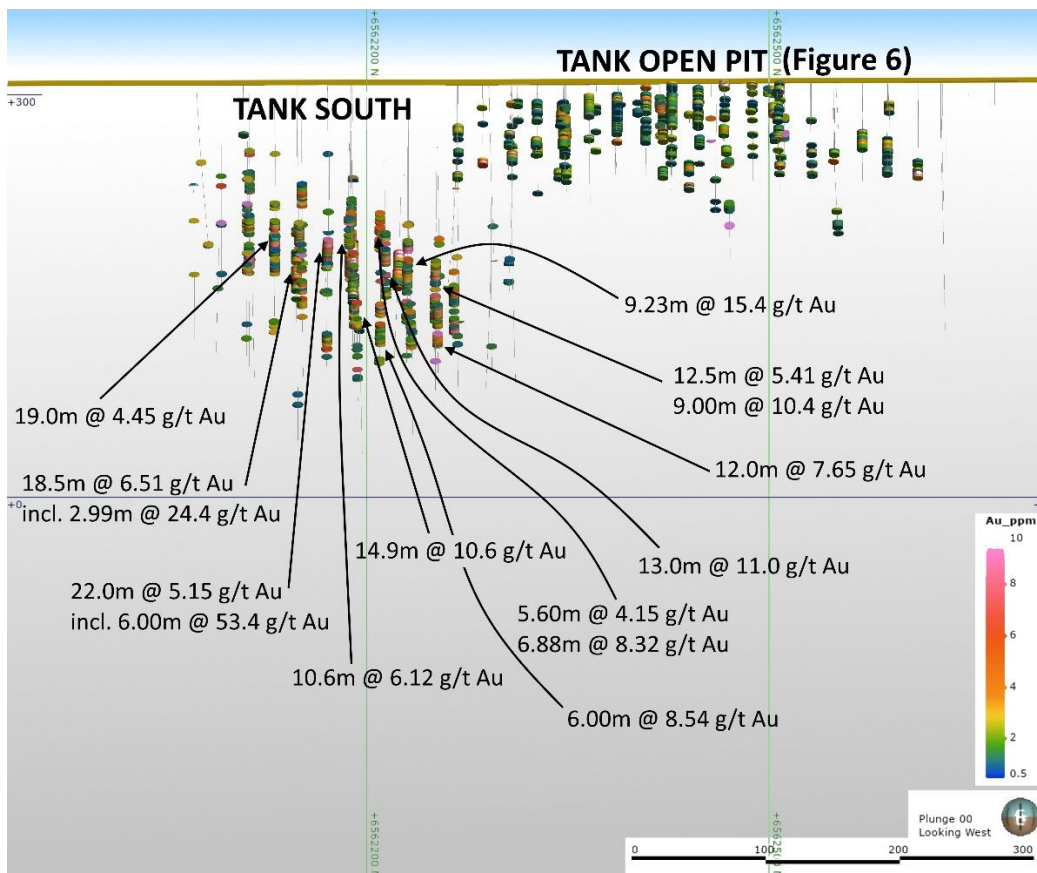 +6562200 N
+6562500 N
TANK OPEN PIT (Figure 6)
+300
TANK SOUTH
9.23m @ 15.4 g/t Au
12.5m @ 5.41 g/t Au
9.00m @ 10.4 g/t Au
19.0m @ 4.45 g/t Au
12.0m @ 7.65 g/t Au
18.5m @ 6.51 g/t Au
incl. 2.99m @ 24.4 g/t Au
+0
14.9m @ 10.6 g/t Au
13.0m @ 11.0 g/t Au
22.0m @ 5.15 g/t Au
incl. 6.00m @ 53.4 g/t Au
5.60m @ 4.15 g/t Au
6.88m @ 8.32 g/t Au
10.6m @ 6.12 g/t Au
6.00m @ 8.54 g/t Au
Au_ppm
10
8
6
4
2
0.5
+6562200 N
Plunge 00
Looking West
0
100
200
300